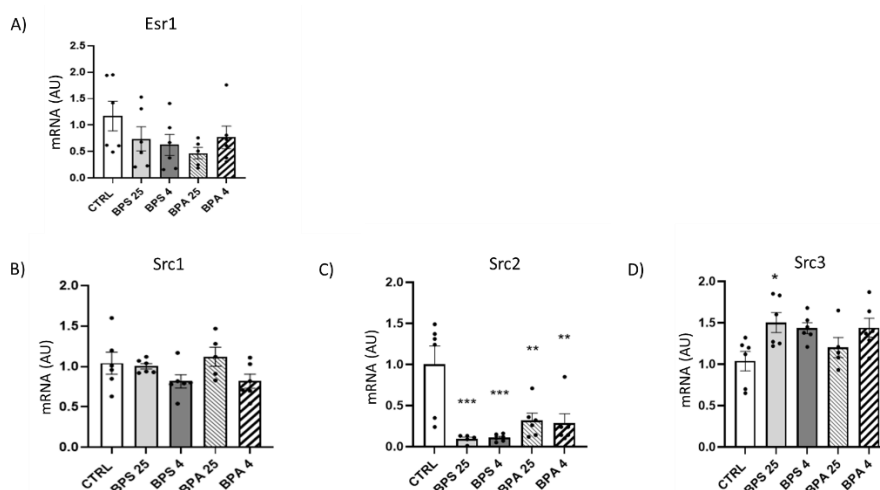 A)
Esr1
2.5
2.0
1.5
1.0
0.5
0.0
mRNA (AU)
CTRL
BPS 25
BPS 4
BPA 25
BPA 4
B)
Src1
2.0
1.5
1.0
0.5
0.0
mRNA (AU)
CTRL
BPS 25
BPS 4
BPA 25
BPA 4
C)
Src2
2.0
1.5
1.0
0.5
0.0
mRNA (AU)
***
***
**
**
CTRL
BPS 25
BPS 4
BPA 25
BPA 4
D)
Src3
2.0
1.5
1.0
0.5
0.0
mRNA (AU)
*
CTRL
BPS 25
BPS 4
BPA 25
BPA 4